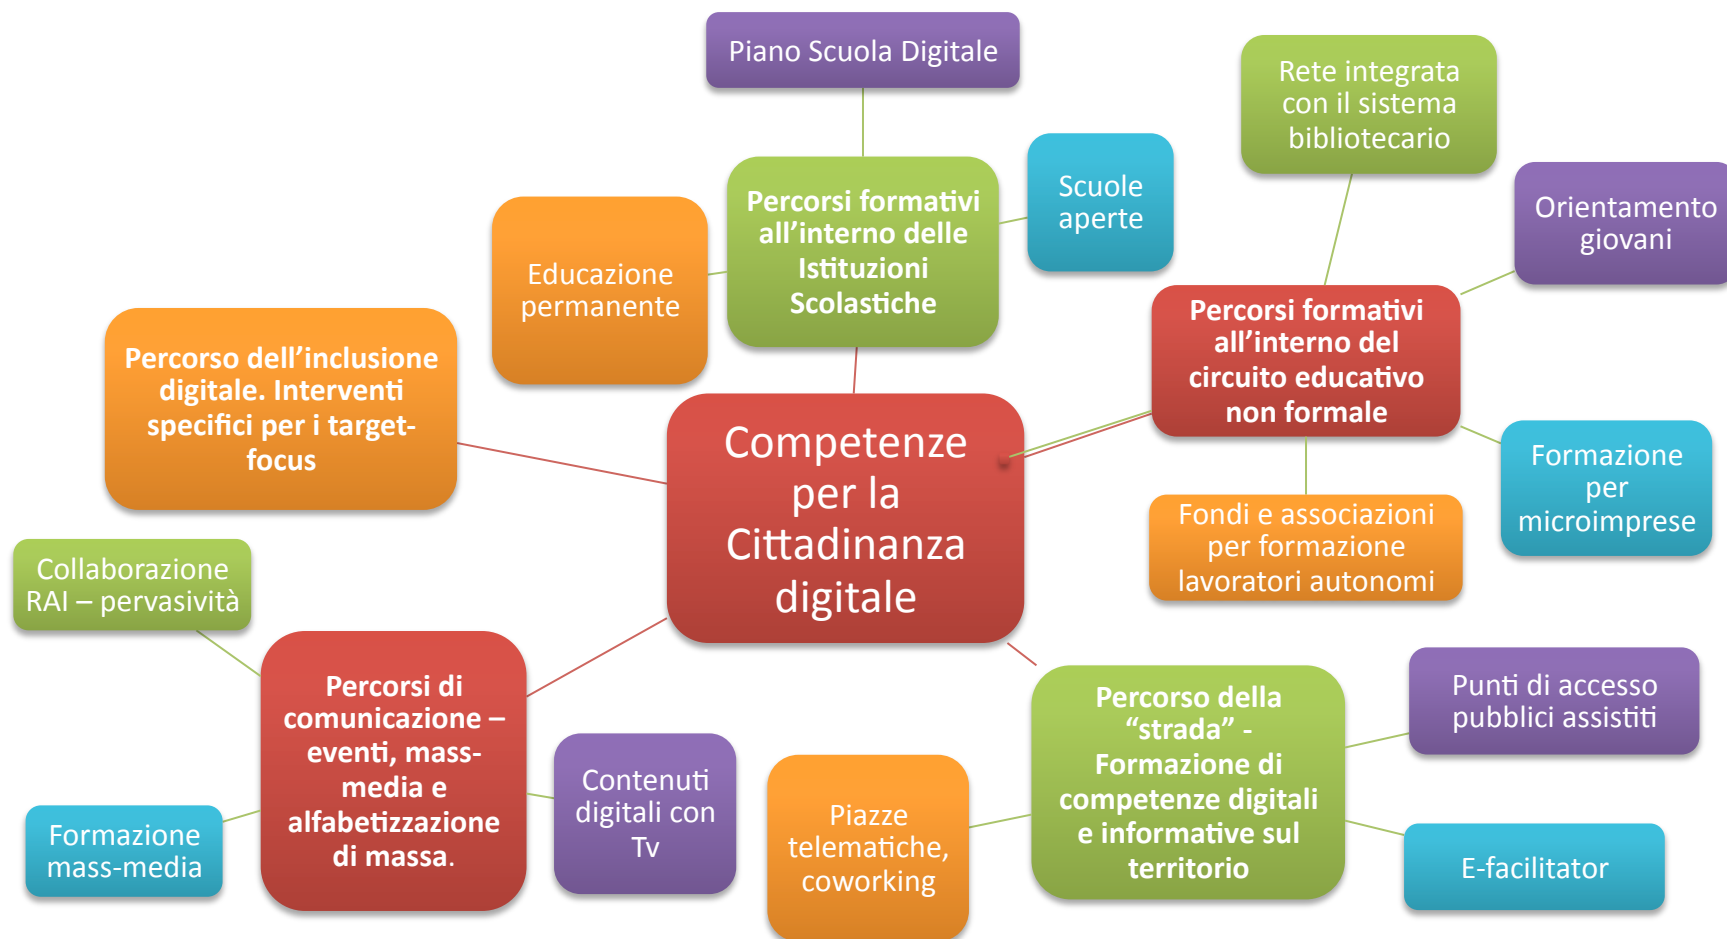 Piano Scuola Digitale
Rete integrata
con il sistema
bibliotecario
Percorsi formativi
all’interno delle
Istituzioni
Scolastiche
Scuole
aperte
Orientamento
giovani
Educazione
permanente
Percorsi formativi
all’interno del
circuito educativo
non formale
Percorso dell’inclusione
digitale. Interventi
specifici per i target-
focus
Competenze
per la
Cittadinanza
digitale
Formazione
per
microimprese
Fondi e associazioni
per formazione
lavoratori autonomi
Collaborazione
RAI – pervasività
Percorsi di
comunicazione –
eventi, mass-
media e
alfabetizzazione
di massa.
Percorso della
“strada” -
Formazione di
competenze digitali
e informative sul
territorio
Punti di accesso
pubblici assistiti
Contenuti
digitali con
Tv
Piazze
telematiche,
coworking
Formazione
mass-media
E-facilitator